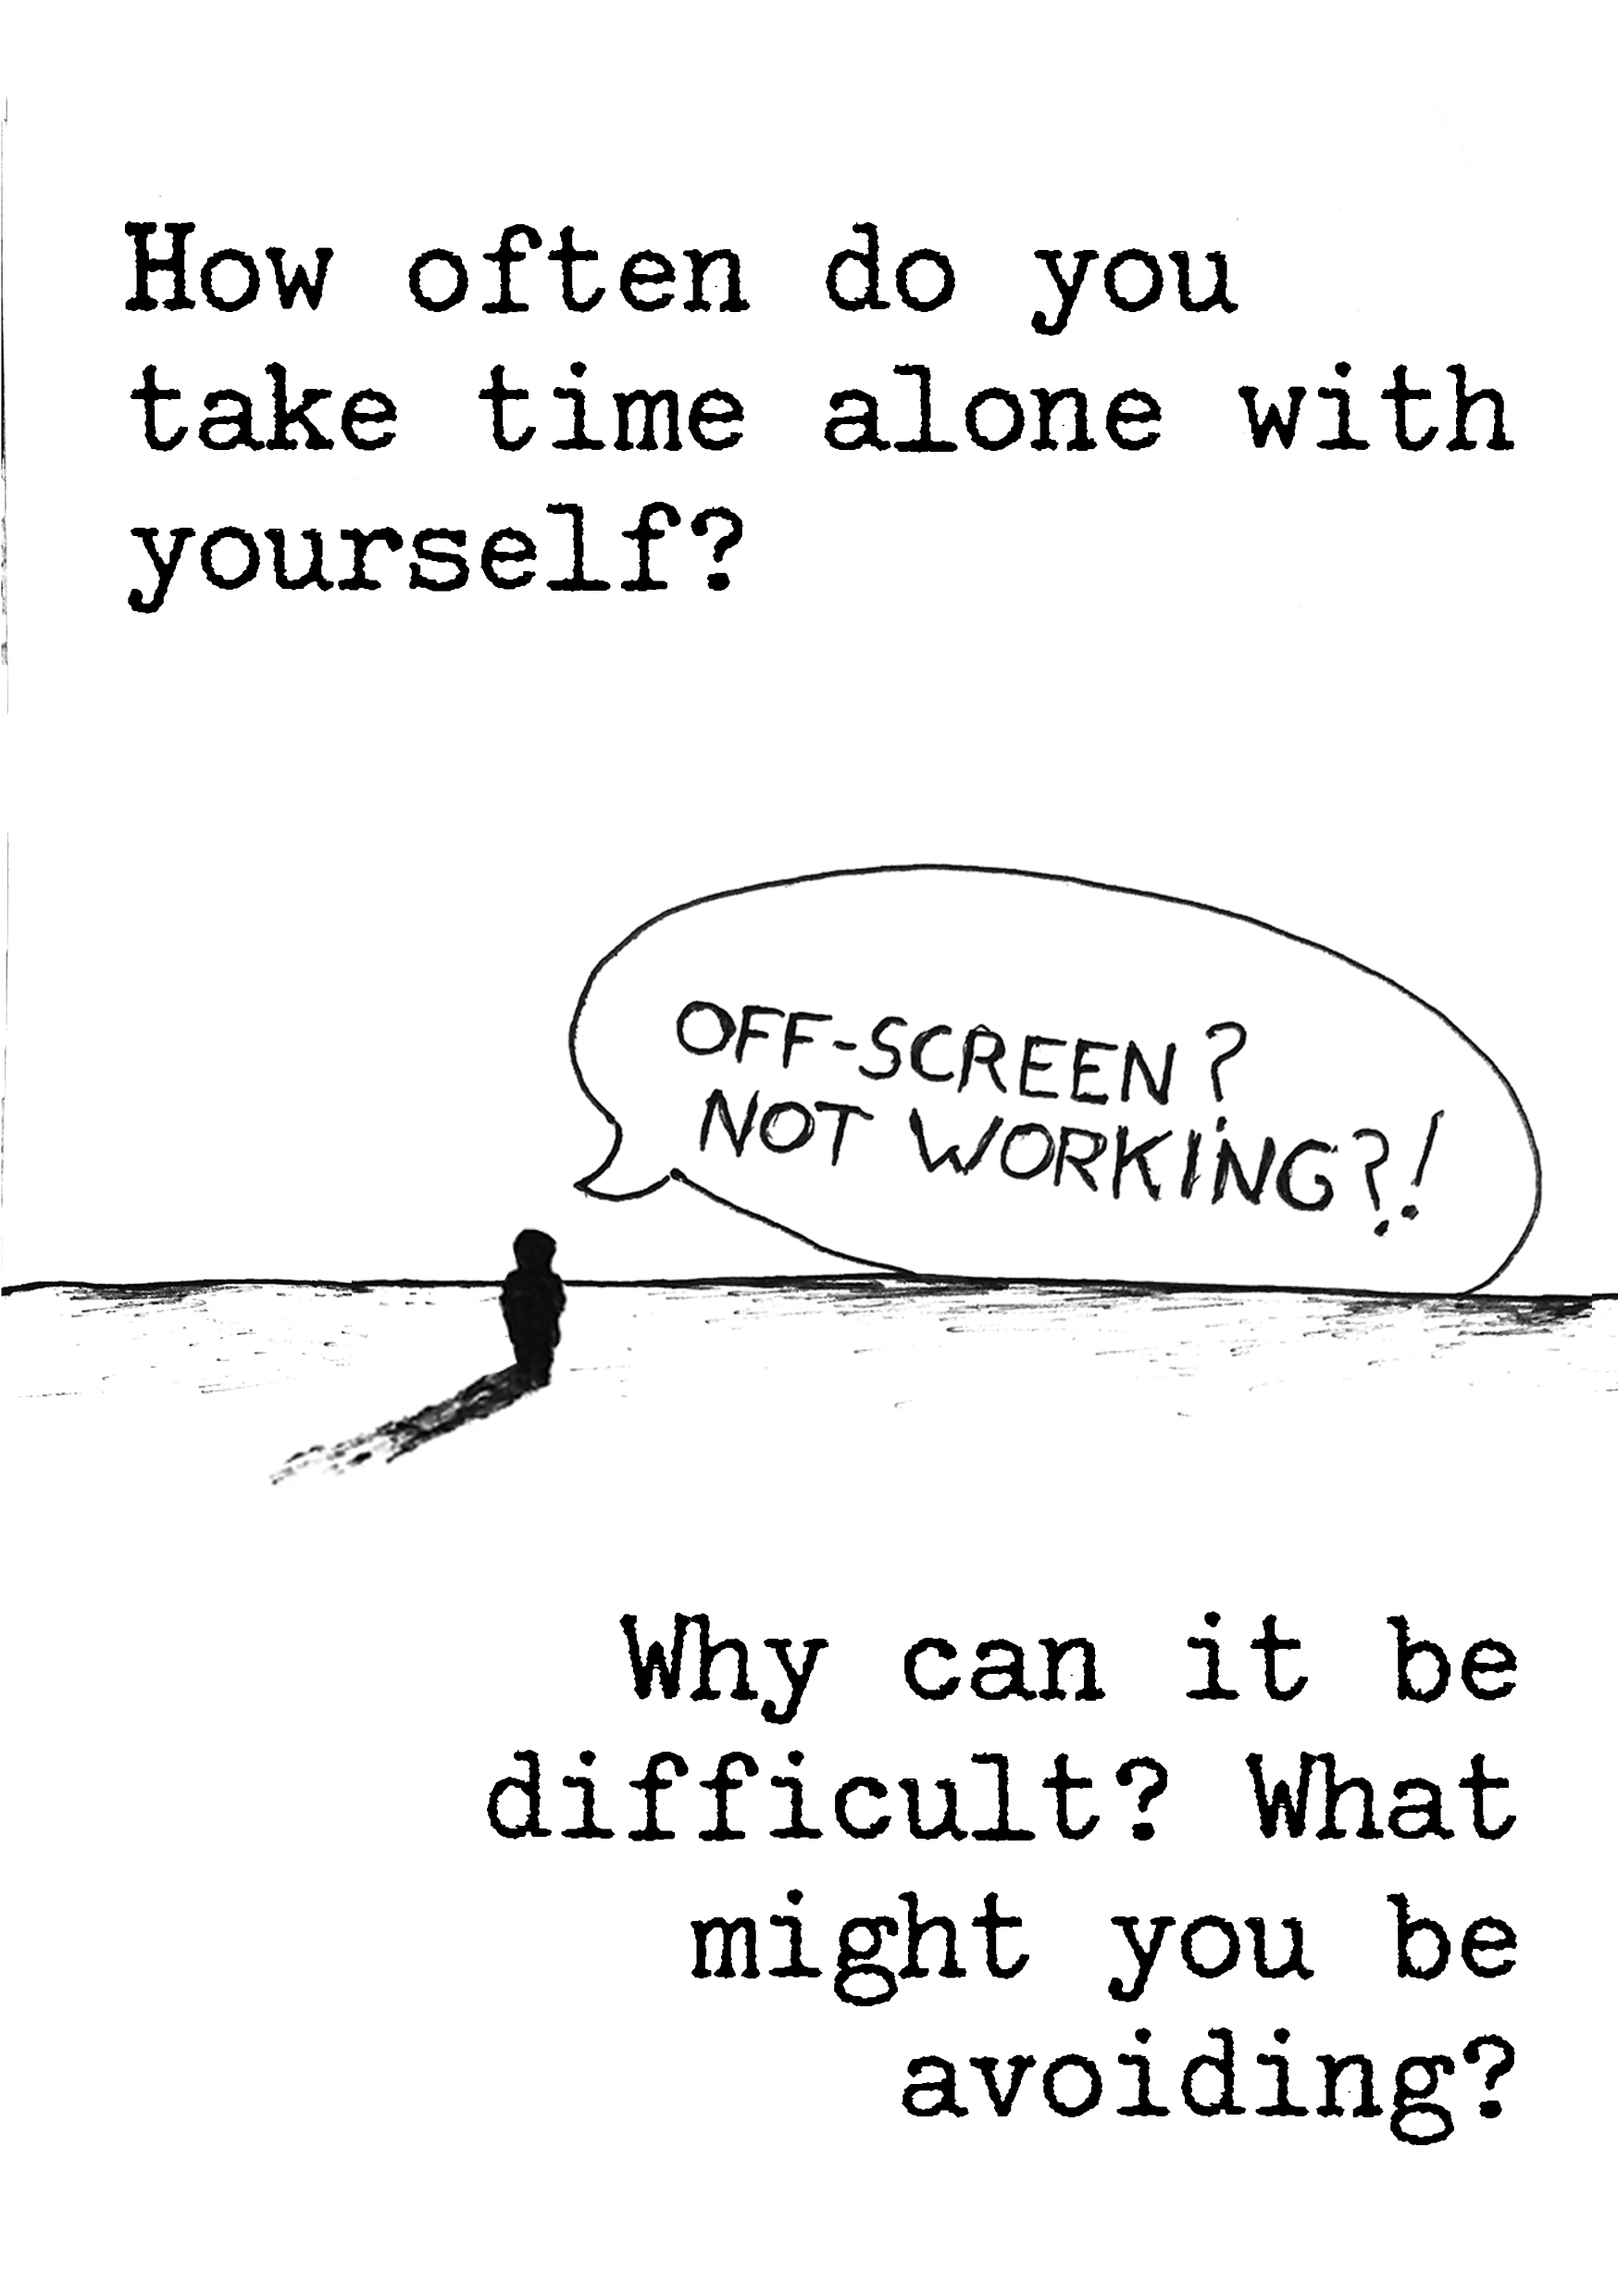 How often do you
take time alone with
yourself?
OFF-SCREEN?
NOT WORKING?!
Why can it be
difficult? What
might you be
avoiding?